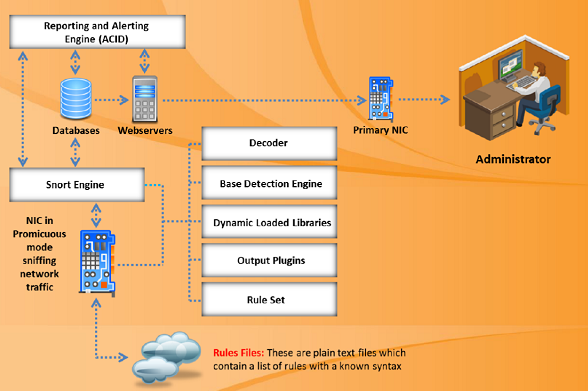 Reporting and Alerting
Engine (ACID)
Databases
Webservers
Primary NIC
Administrator
Snort Engine
Decoder
Base Detection Engine
Dynamic Loaded Libraries
Output Plugins
Rule Set
NIC in
Promicuous
mode
sniffing
network
traffic
Rules Files: These are plain text files which
contain a list of rules with a known syntax